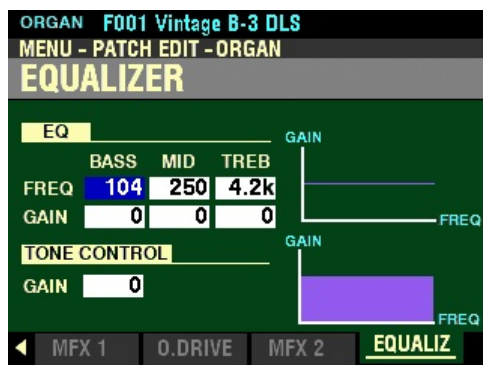 ORGAN F001 Vintage B-3 DLS
MENU - PATCH EDIT - ORGAN
EQUALIZER
EQ
GAIN
BASS MID TREB
FREQ 104 250 4.2k
GAIN 0 0 0
FREQ
TONE CONTROL
GAIN
GAIN 0
FREQ
MFX 1 O.DRIVE MFX 2 EQUALIZ